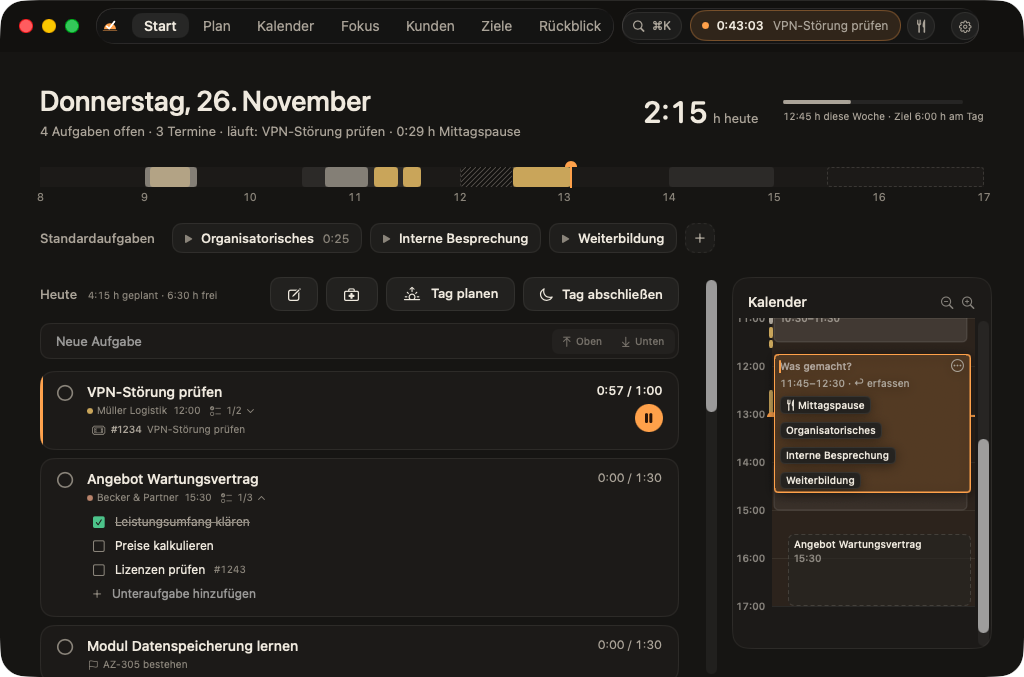 Start Plan Kalender Fokus Kunden Ziele Rückblick ⌘K 0:43:03 VPN-Störung prüfen
Donnerstag, 26. November
4 Aufgaben offen · 3 Termine · läuft: VPN-Störung prüfen · 0:29 h Mittagspause
2:15 h heute
12:45 h diese Woche · Ziel 6:00 h am Tag
8 9 10 11 12 13 14 15 16 17
Standardaufgaben Organisatorisches 0:25 Interne Besprechung Weiterbildung +
Heute 4:15 h geplant · 6:30 h frei Tag planen Tag abschließen
Neue Aufgabe Oben Unten
VPN-Störung prüfen 0:57 / 1:00
Müller Logistik 12:00 1/2
#1234 VPN-Störung prüfen
Angebot Wartungsvertrag 0:00 / 1:30
Becker & Partner 15:30 1/3
Leistungsumfang klären
Preise kalkulieren
Lizenzen prüfen #1243
+ Unteraufgabe hinzufügen
Modul Datenspeicherung lernen 0:00 / 1:30
AZ-305 bestehen
Kalender
11:00 10:30–11:30
12:00 Was gemacht?
11:45–12:30 · ↩ erfassen
Mittagspause
13:00
Organisatorisches
Interne Besprechung
14:00
Weiterbildung
15:00
Angebot Wartungsvertrag
16:00 15:30
17:00